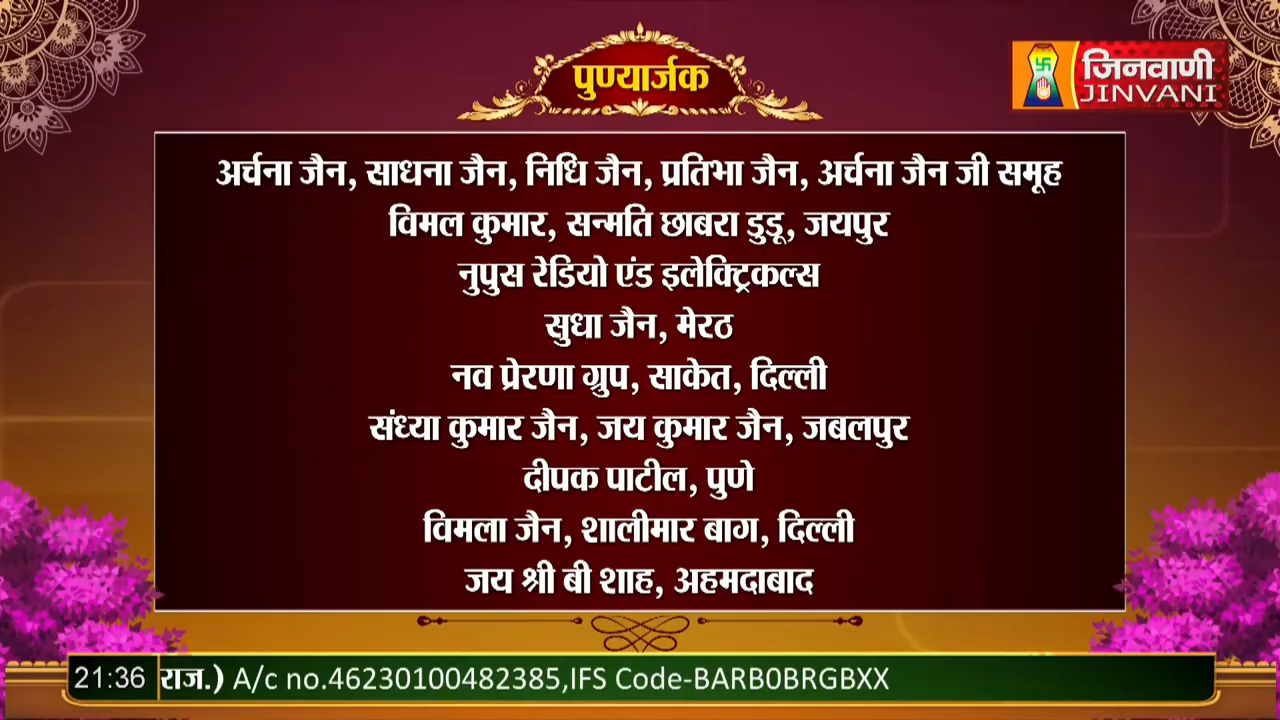 पुण्यार्जक
जिनवाणी
JINVANI
अर्चना जैन, साधना जैन, निधि जैन, प्रतिभा जैन, अर्चना जैन जी समूह
विमल कुमार, सन्मति छाबरा डुडू, जयपुर
नुपुस रेडियो एंड इलेक्ट्रिकल्स
सुधा जैन, मेरठ
नव प्रेरणा ग्रुप, साकेत, दिल्ली
संध्या कुमार जैन, जय कुमार जैन, जबलपुर
दीपक पाटील, पुणे
विमला जैन, शालीमार बाग, दिल्ली
जय श्री बी शाह, अहमदाबाद
21:36 राज.) A/c no.46230100482385,IFS Code-BARB0BRGBXX